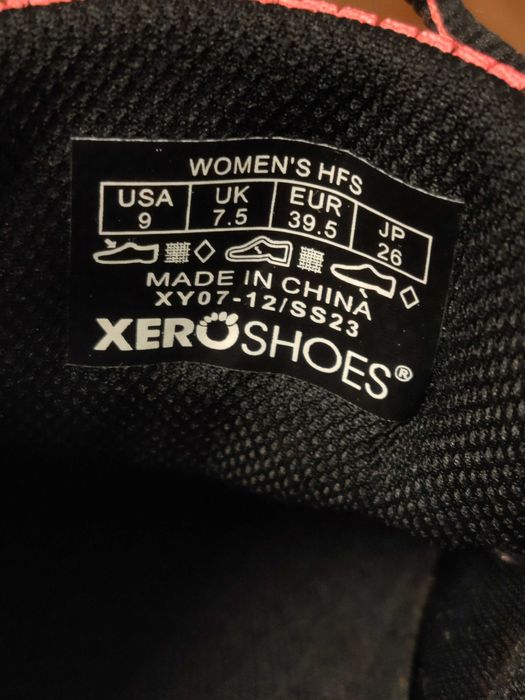 WOMEN'S HFS
USA UK EUR JP
9 7.5 39.5 26
MADE IN CHINA
XY07-12/SS23
XEROSHOES®